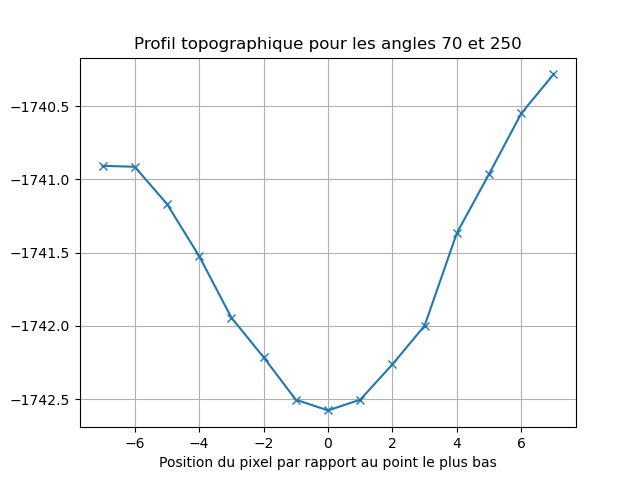 Profil topographique pour les angles 70 et 250
−1740.5
−1741.0
−1741.5
−1742.0
−1742.5
−6 −4 −2 0 2 4 6
Position du pixel par rapport au point le plus bas